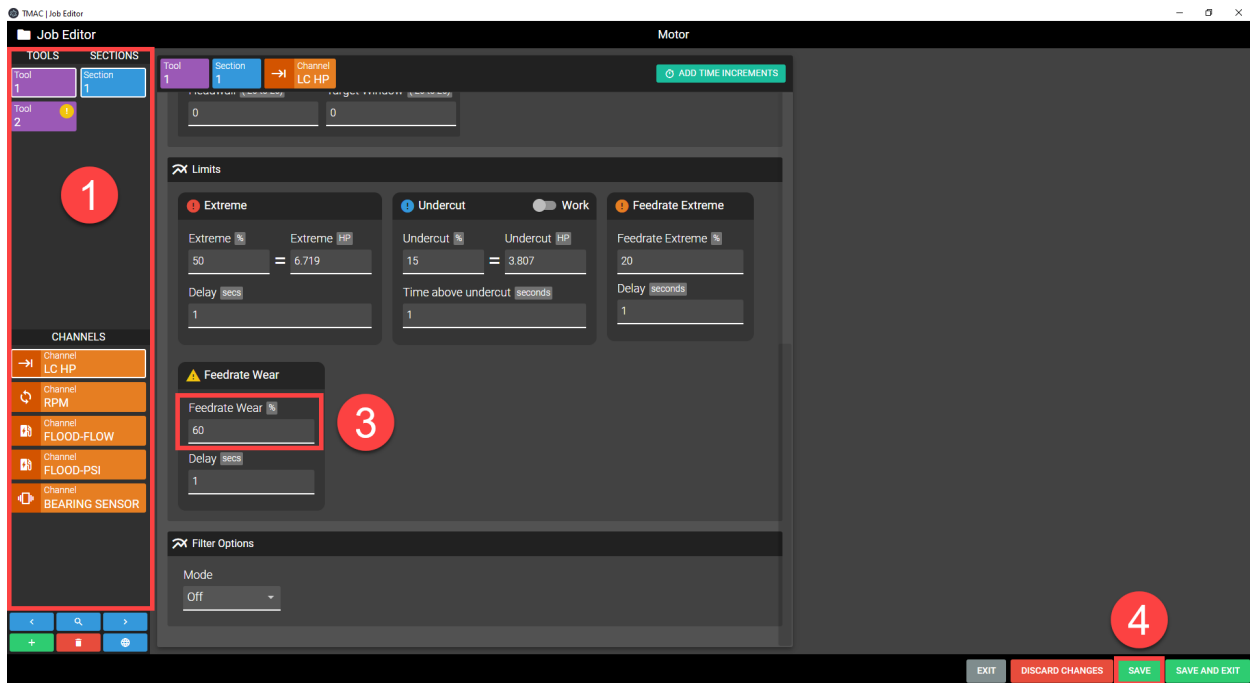 TMAC | Job Editor
Job Editor
Motor
TOOLS SECTIONS
Tool
1
Section
1
Tool
2
1
CHANNELS
Channel
LC HP
Channel
RPM
Channel
FLOOD-FLOW
Channel
FLOOD-PSI
Channel
BEARING SENSOR
Tool
1
Section
1
Channel
LC HP
ADD TIME INCREMENTS
0 0
Limits
Extreme
Extreme % Extreme HP
50 = 6.719
Delay secs
1
Undercut Work
Undercut % Undercut HP
15 = 3.807
Time above undercut seconds
1
Feedrate Extreme
Feedrate Extreme %
20
Delay seconds
1
Feedrate Wear
Feedrate Wear %
60
3
Delay secs
1
Filter Options
Mode
Off
4
EXIT DISCARD CHANGES SAVE SAVE AND EXIT